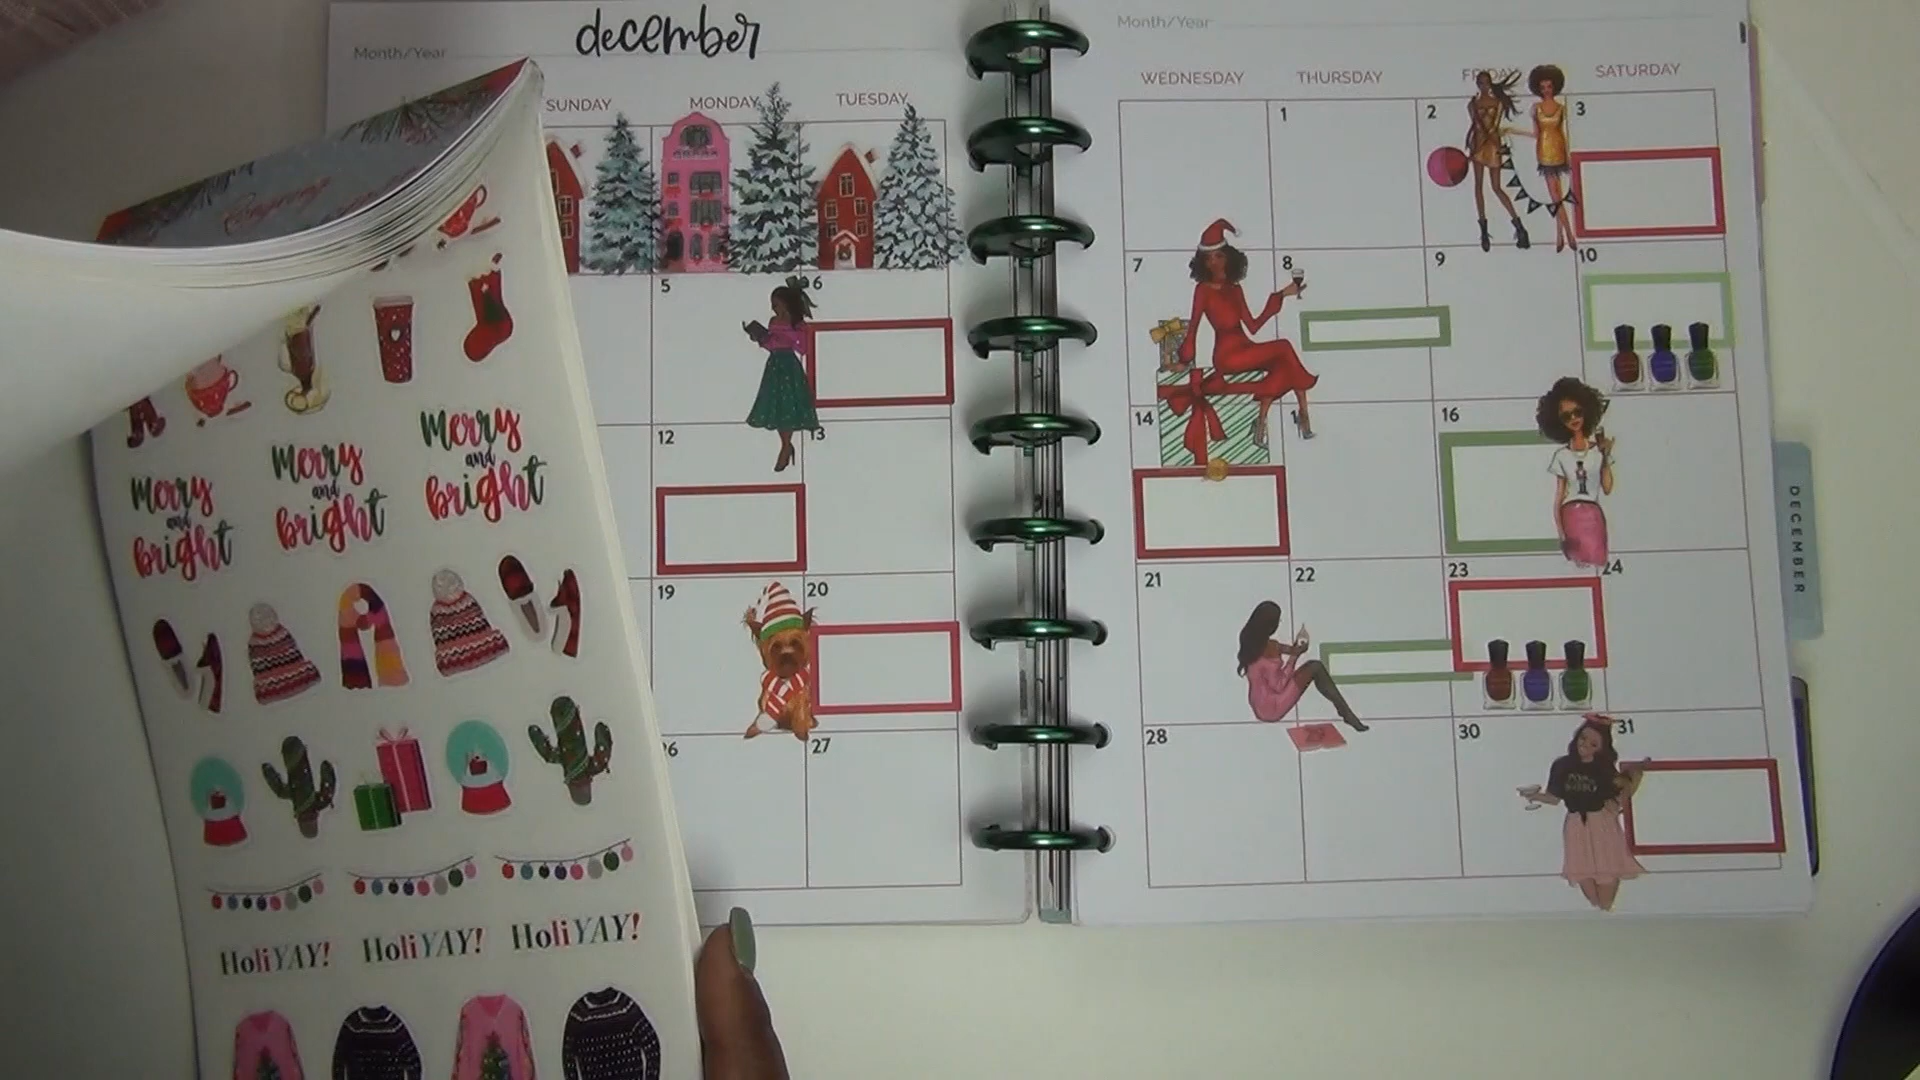 december
Month/Year
Month/Year
SUNDAY
MONDAY
TUESDAY
WEDNESDAY
THURSDAY
FRIDAY
SATURDAY
1
2
3
5
6
7
8
9
10
12
13
14
16
19
20
21
22
23
24
27
28
29
30
31
DECEMBER
merry
and
bright
merry
and
bright
merry
and
bright
HoliYAY!
HoliYAY!
HoliYAY!